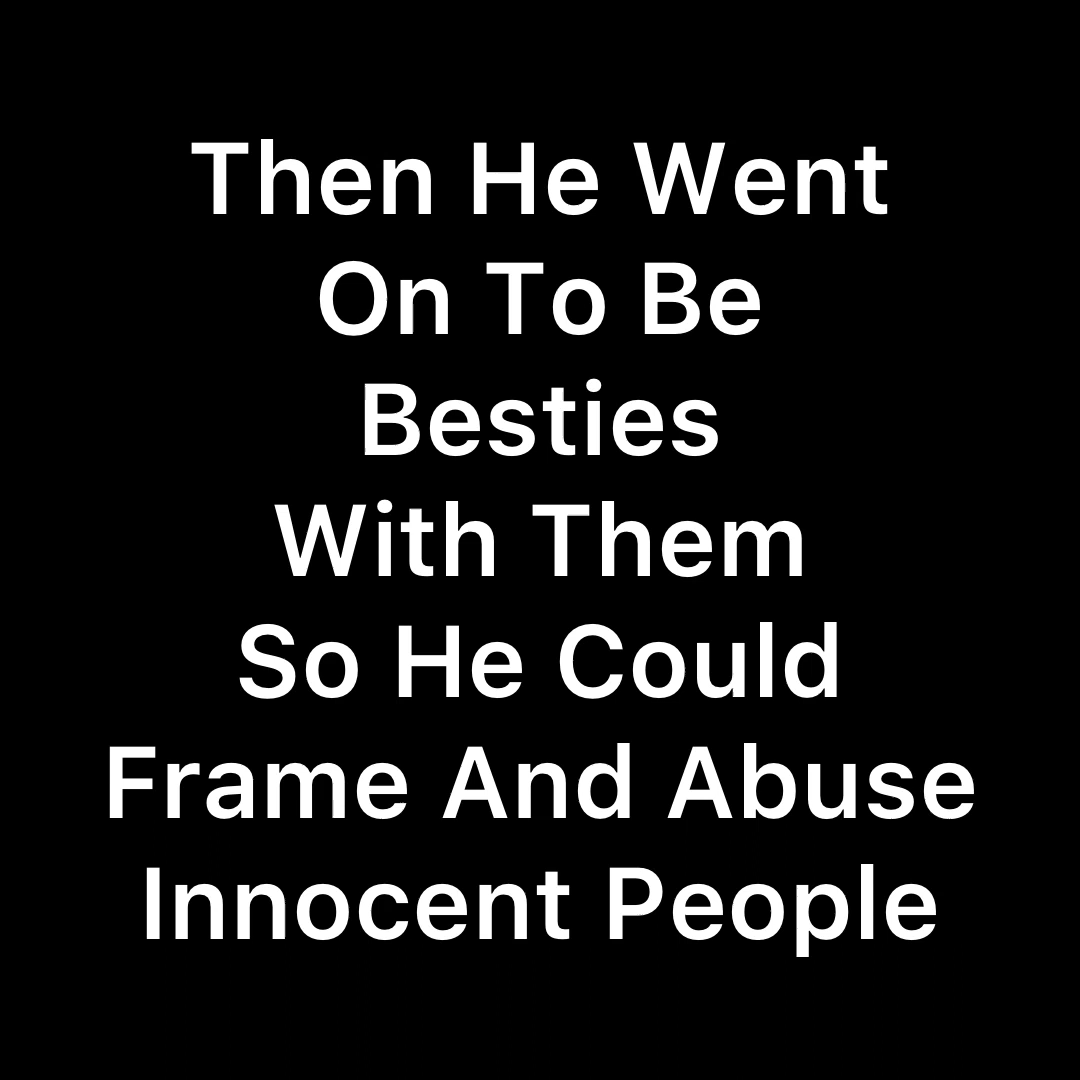 Then He Went
On To Be
Besties
With Them
So He Could
Frame And Abuse
Innocent People